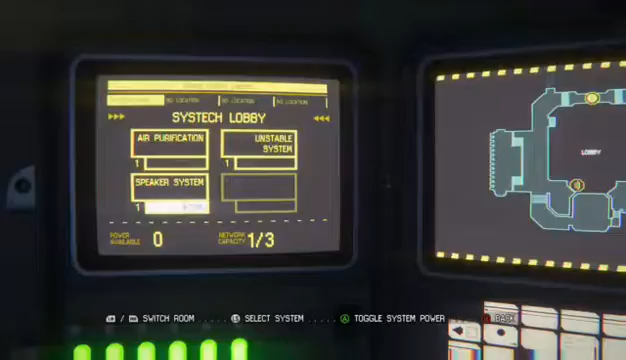 NO LOCATION NO LOCATION NO LOCATION
SYSTECH LOBBY
AIR PURIFICATION
UNSTABLE SYSTEM
1
1
SPEAKER SYSTEM
1
POWER AVAILABLE 0
NETWORK CAPACITY 1/3
LOBBY
/ SWITCH ROOM ..... SELECT SYSTEM ..... A TOGGLE SYSTEM POWER ..... BACK